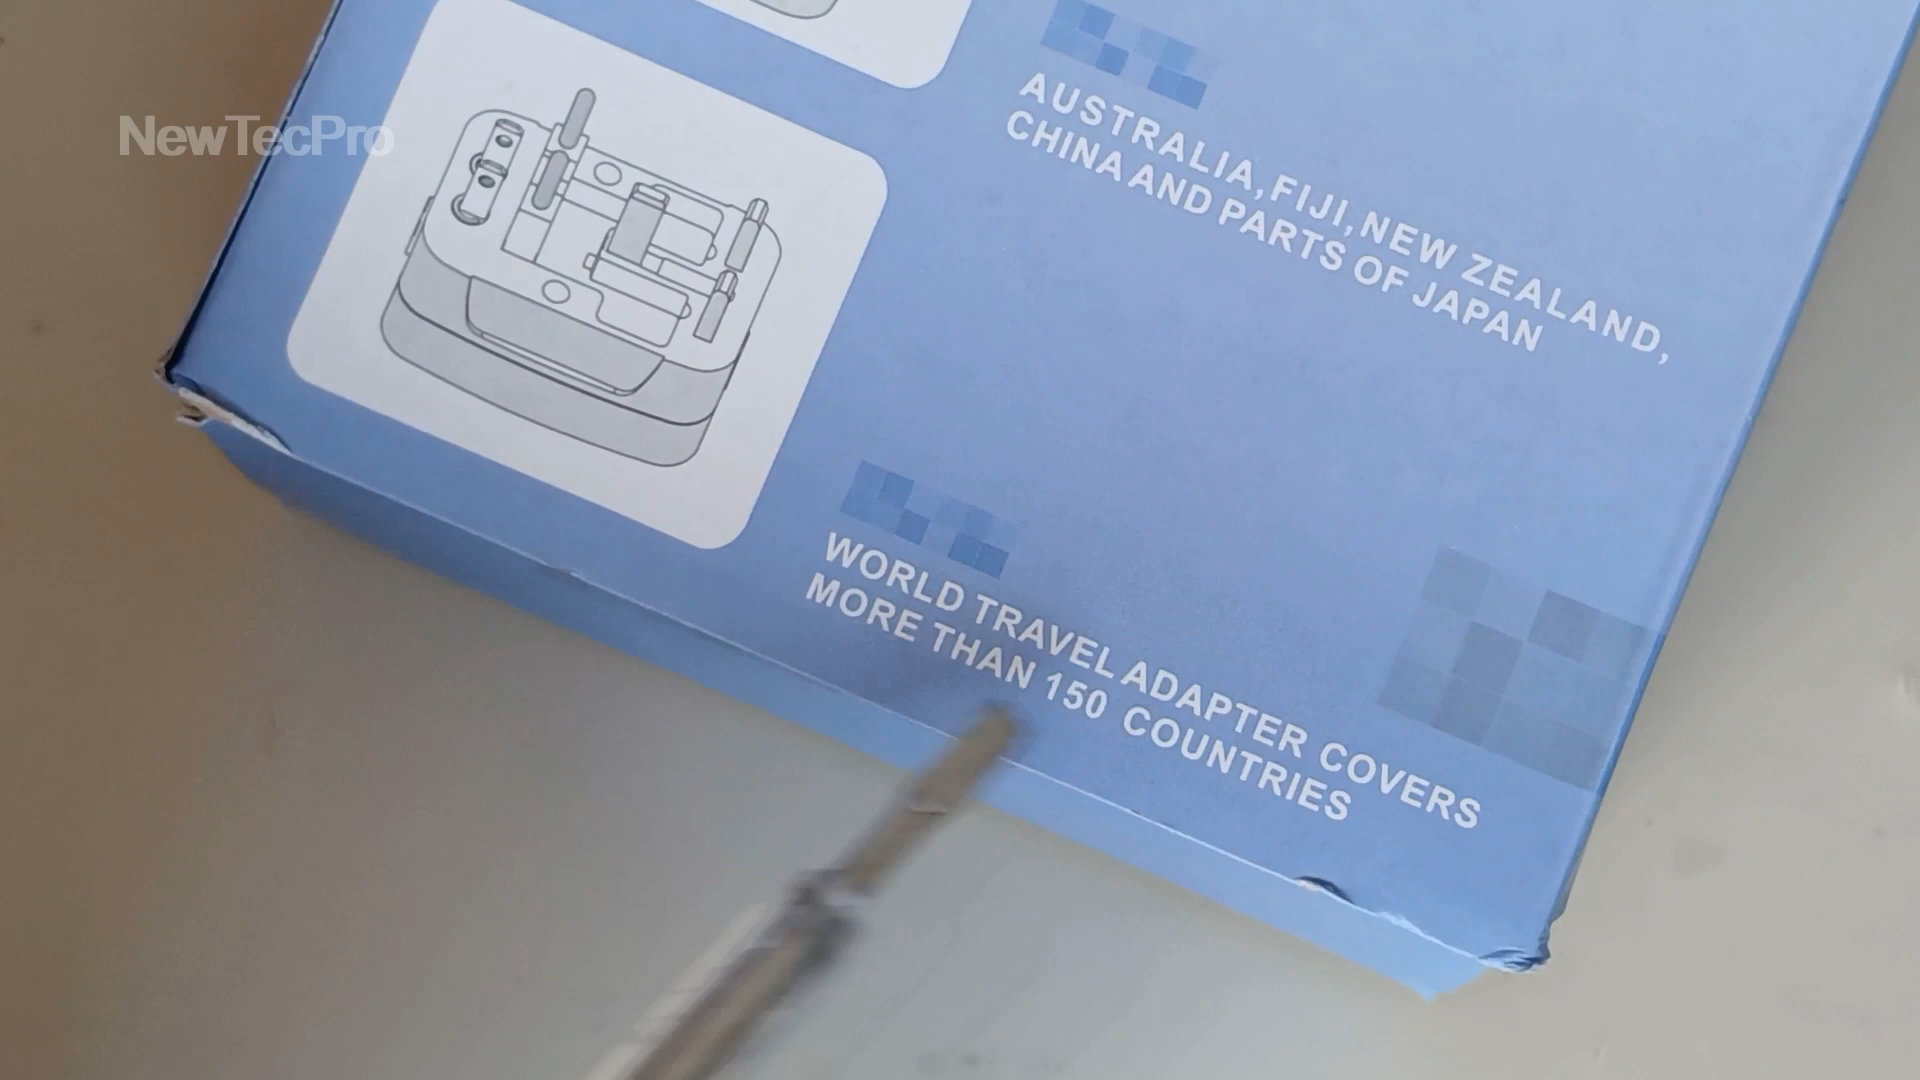 NewTecPro
AUSTRALIA, FIJI, NEW ZEALAND,
CHINA AND PARTS OF JAPAN
WORLD TRAVEL ADAPTER COVERS
MORE THAN 150 COUNTRIES